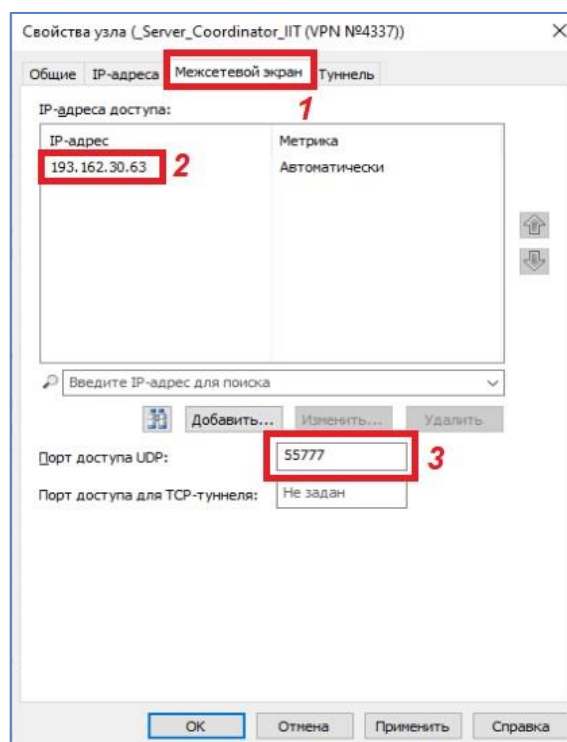 Свойства узла (_Server_Coordinator_IIT (VPN №4337))
Общие IP-адреса Межсетевой экран Туннель
1
IP-адреса доступа:
IP-адрес Метрика
193.162.30.63 Автоматически
2
Введите IP-адрес для поиска
Добавить... Изменить... Удалить
Порт доступа UDP: 55777
3
Порт доступа для TCP-туннеля: Не задан
ОК Отмена Применить Справка